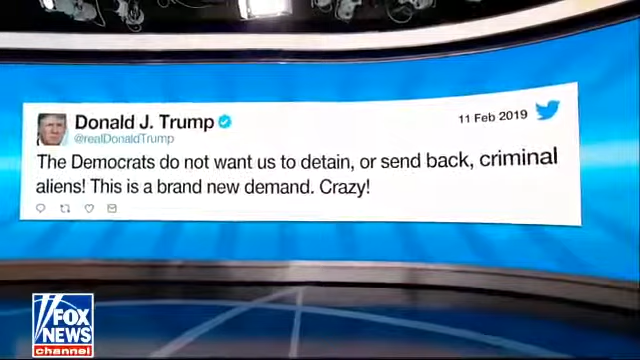 Donald J. Trump
@realDonaldTrump
11 Feb 2019
The Democrats do not want us to detain, or send back, criminal
aliens! This is a brand new demand. Crazy!
FOX
NEWS
channel